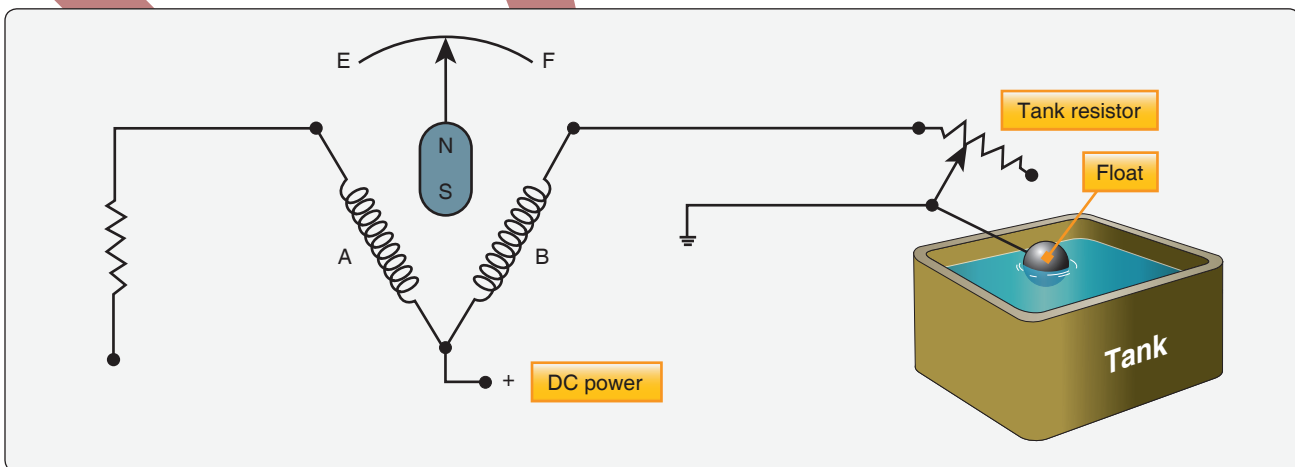 E
F
N
S
A
B
+
DC power
Tank resistor
Float
Tank